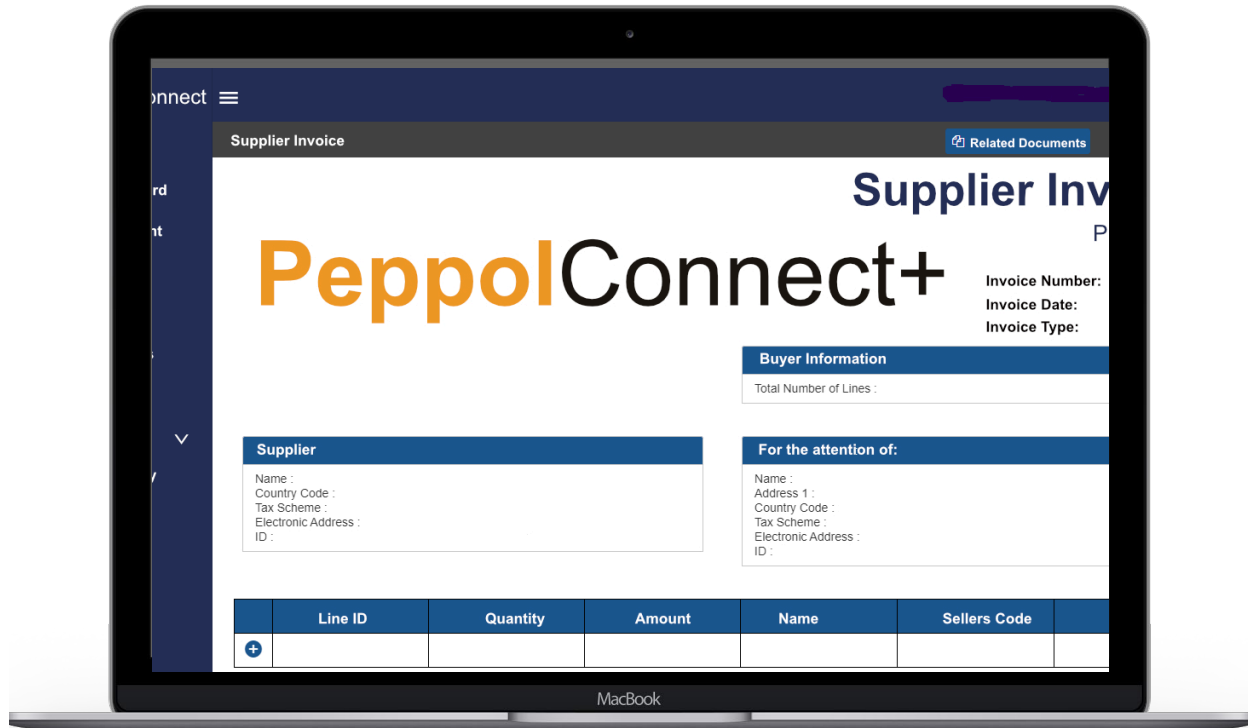 onnect
Supplier Invoice
Related Documents
rd
nt
Supplier Inv
P
PeppolConnect+
Invoice Number:
Invoice Date:
Invoice Type:
Buyer Information
Total Number of Lines :
s
Supplier
Name :
Country Code :
Tax Scheme :
Electronic Address :
ID :
For the attention of:
Name :
Address 1 :
Country Code :
Tax Scheme :
Electronic Address :
ID :
y
Line ID Quantity Amount Name Sellers Code
MacBook